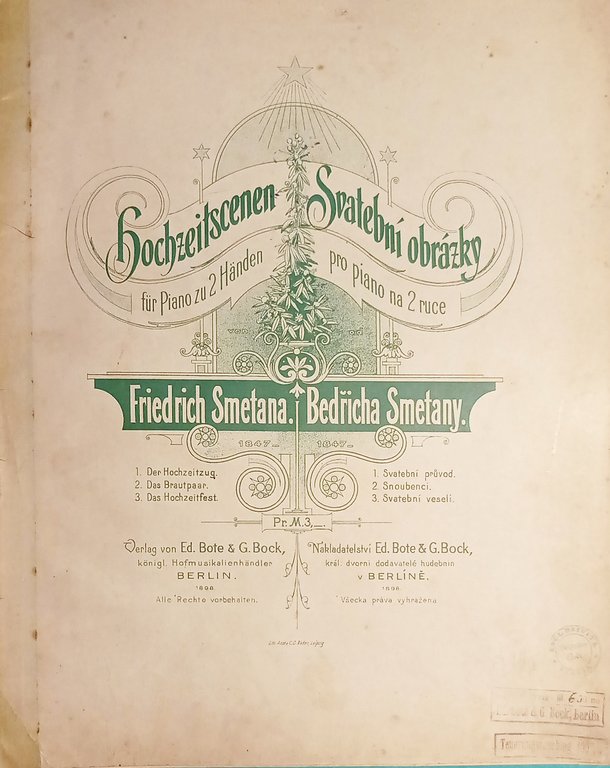 Hochzeitscenen
für Piano zu 2 Händen
von
Friedrich Smetana.
1847
1. Der Hochzeitzug.
2. Das Brautpaar.
3. Das Hochzeitfest.
Svatební obrázky
pro piano na 2 ruce
od
Bedřicha Smetany.
1847
1. Svatební průvod.
2. Snoubenci.
3. Svatební veselí.
Pr. M. 3,_.
Verlag von Ed. Bote & G. Bock,
königl. Hofmusikalienhändler
BERLIN.
Alle Rechte vorbehalten.
Nakladatelství Ed. Bote & G. Bock,
král: dvorní dodavatelé hudebnin
v BERLÍNĚ.
Všecka práva vyhražena
Leipzig
& G. Bock, berlin